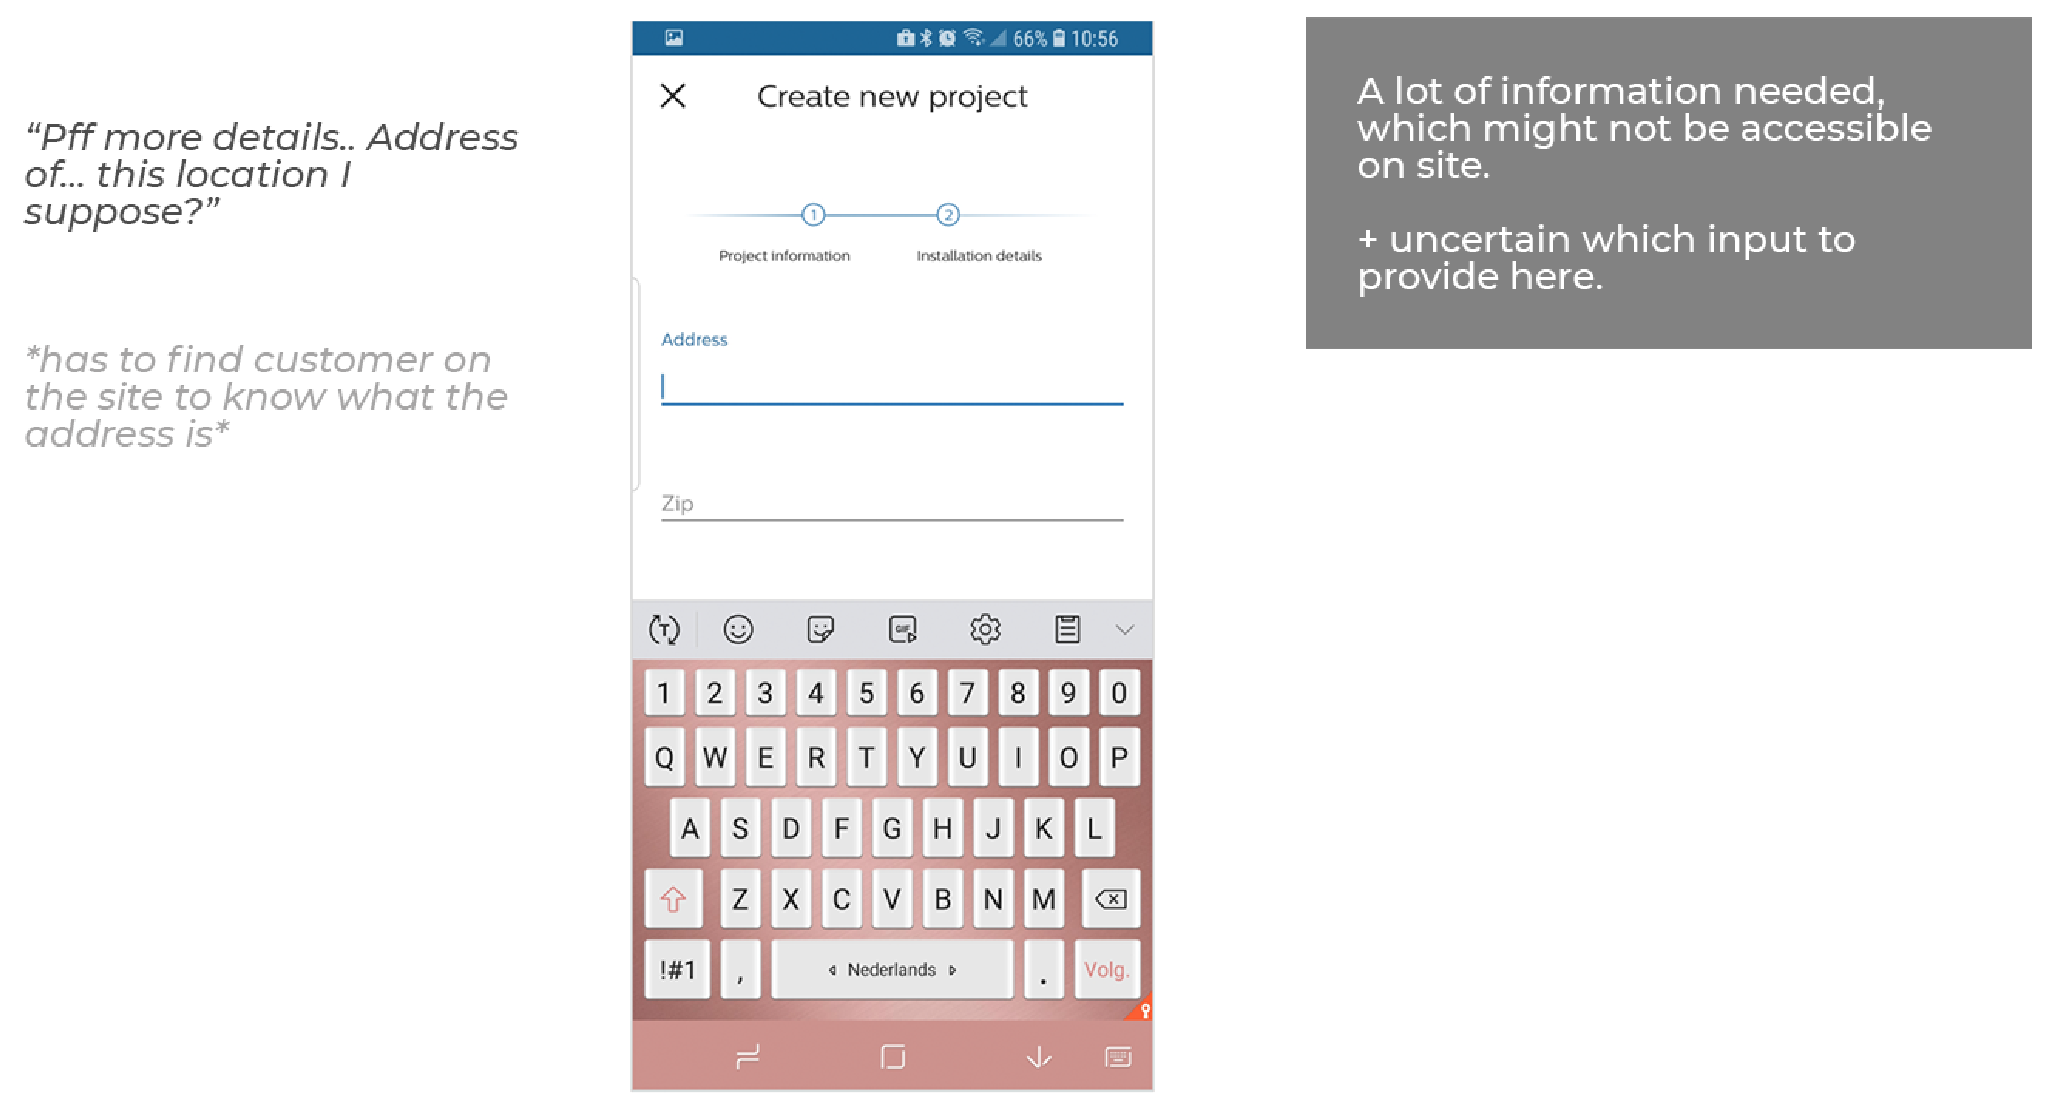 “Pff more details.. Address
of... this location I
suppose?”
*has to find customer on
the site to know what the
address is*
66% 10:56
Create new project
1 2
Project information Installation details
Address
Zip
T GIF
1 2 3 4 5 6 7 8 9 0
Q W E R T Y U I O P
A S D F G H J K L
Z X C V B N M
!#1 , Nederlands . Volg.
A lot of information needed,
which might not be accessible
on site.
+ uncertain which input to
provide here.